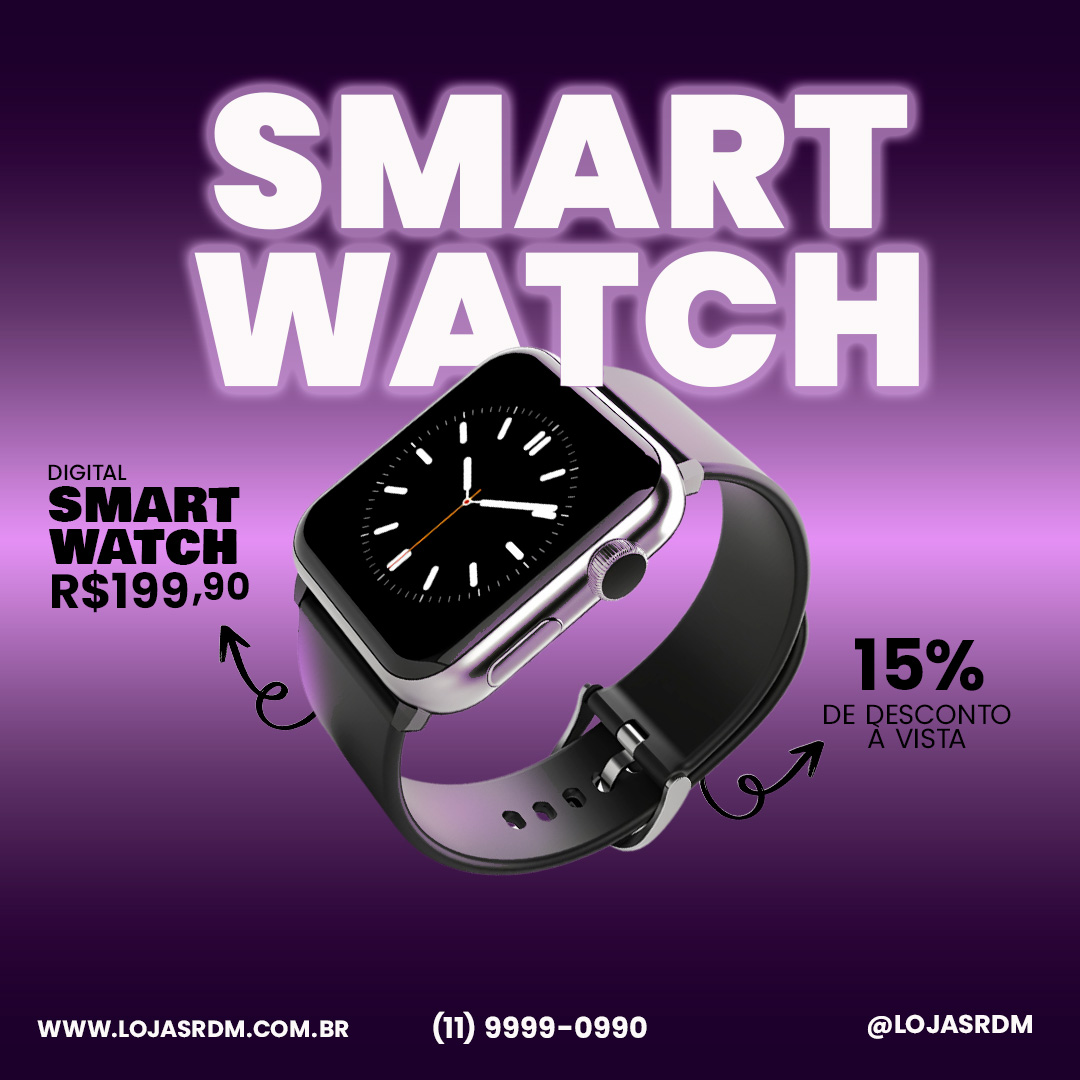 SMART
WATCH
DIGITAL
SMART
WATCH
R$199,90
15%
DE DESCONTO
À VISTA
WWW.LOJASRDM.COM.BR
(11) 9999-0990
@LOJASRDM